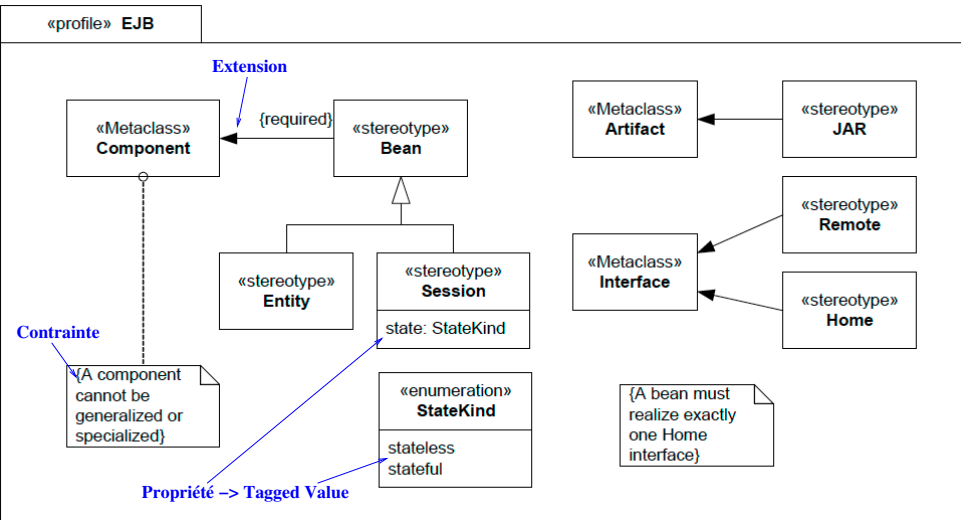 «profile» EJB
Extension
«Metaclass»
Component
{required}
«stereotype»
Bean
«Metaclass»
Artifact
«stereotype»
JAR
«stereotype»
Remote
«Metaclass»
Interface
«stereotype»
Home
«stereotype»
Entity
«stereotype»
Session
state: StateKind
Contrainte
{A component
cannot be
generalized or
specialized}
«enumeration»
StateKind
stateless
stateful
{A bean must
realize exactly
one Home
interface}
Propriété −> Tagged Value